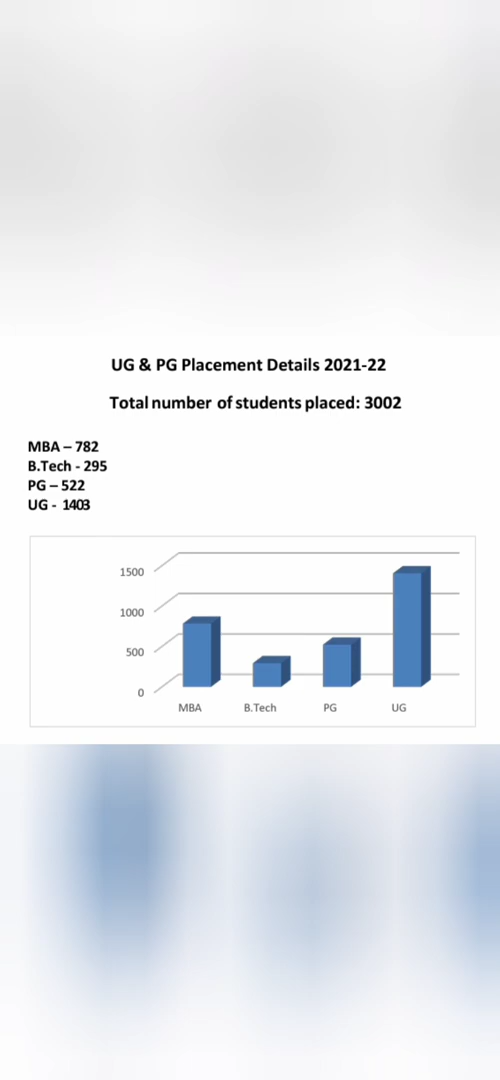 UG & PG Placement Details 2021-22
Total number of students placed: 3002
MBA – 782
B.Tech - 295
PG – 522
UG - 1403
1500
1000
500
0
MBA B.Tech PG UG